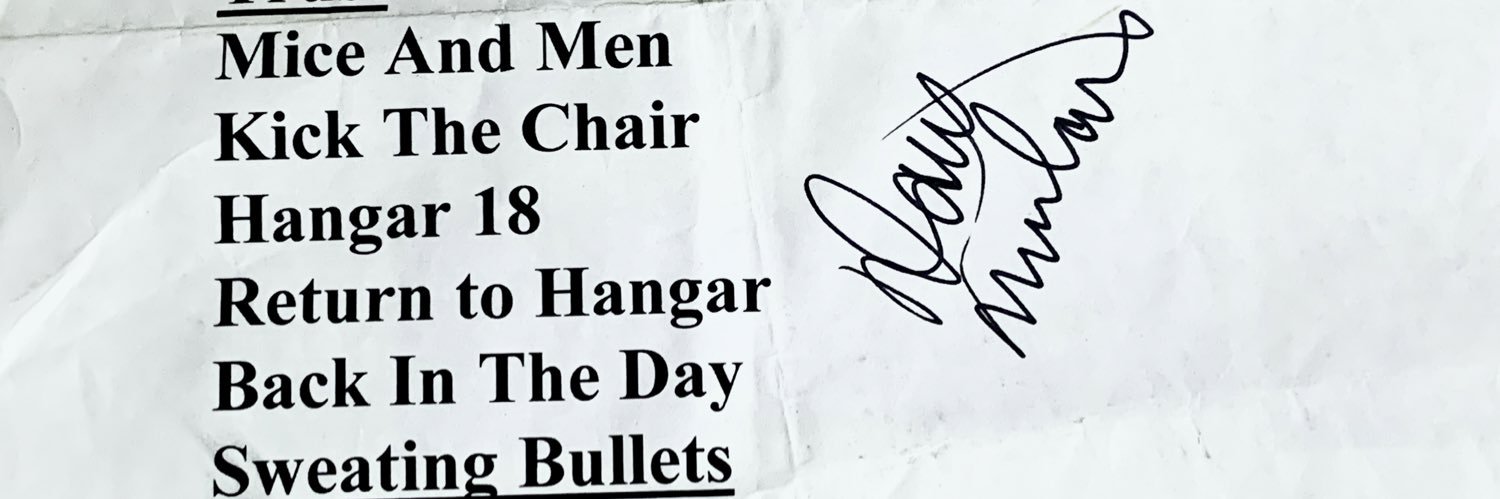 Mice And Men
Kick The Chair
Hangar 18
Return to Hangar
Back In The Day
Sweating Bullets